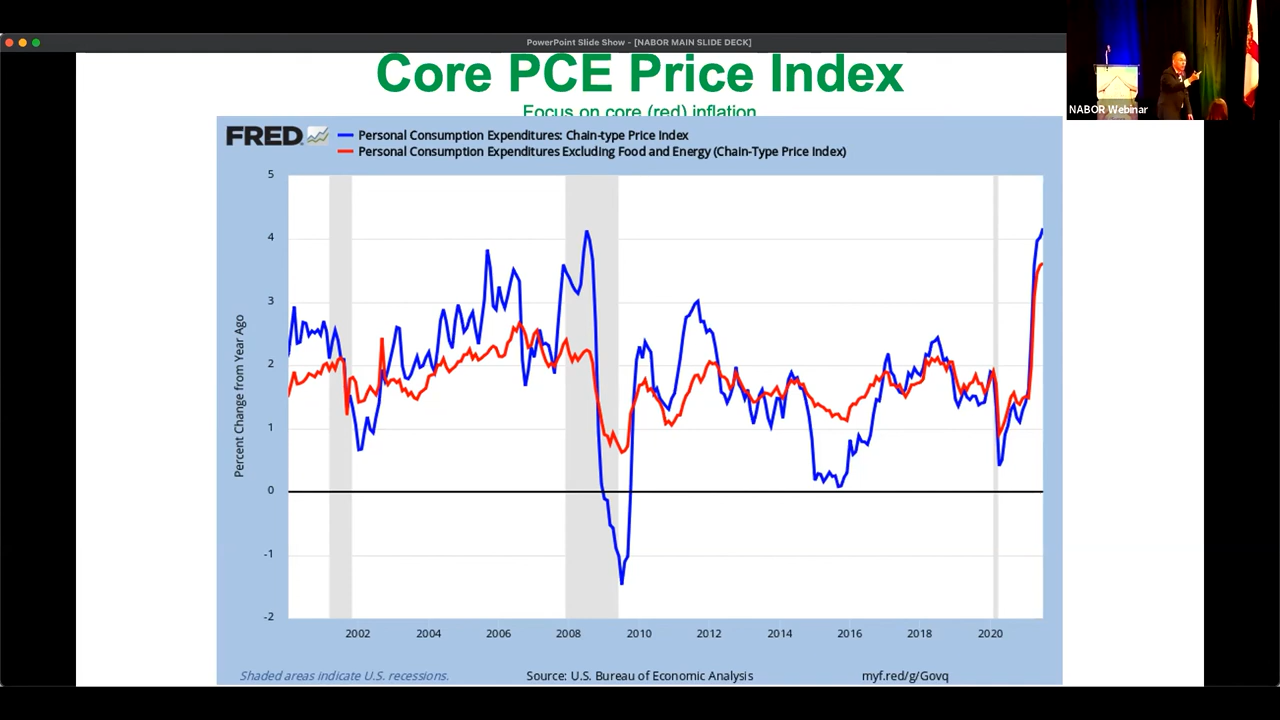 PowerPoint Slide Show - [NABOR MAIN SLIDE DECK]
Core PCE Price Index
Focus on core (red) inflation
NABOR Webinar
FRED
Personal Consumption Expenditures: Chain-type Price Index
Personal Consumption Expenditures Excluding Food and Energy (Chain-Type Price Index)
Percent Change from Year Ago
5
4
3
2
1
0
-1
-2
2002 2004 2006 2008 2010 2012 2014 2016 2018 2020
Shaded areas indicate U.S. recessions. Source: U.S. Bureau of Economic Analysis myf.red/g/Govq